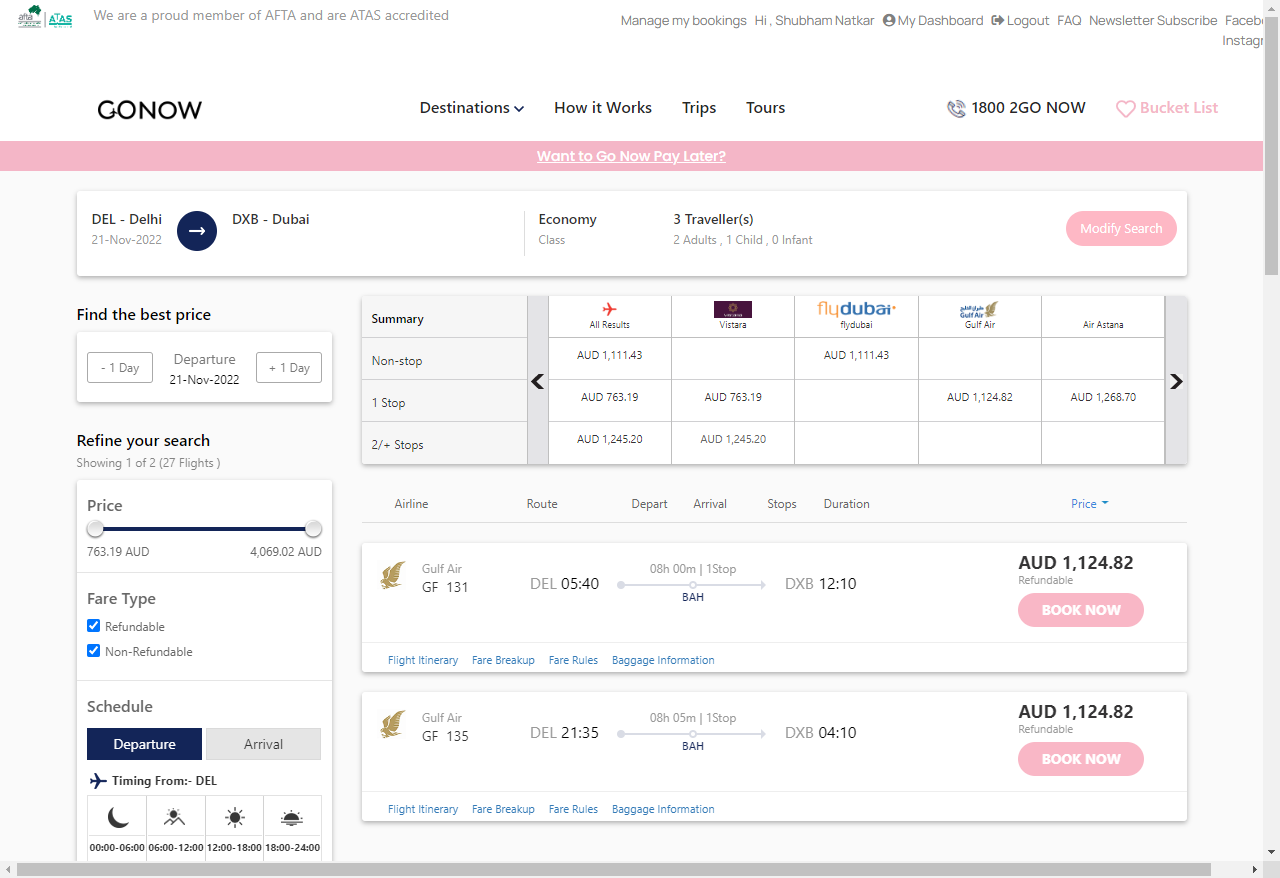 afta ATAS We are a proud member of AFTA and are ATAS accredited
Manage my bookings Hi , Shubham Natkar My Dashboard Logout FAQ Newsletter Subscribe Facebo
Instagr
GONOW Destinations How it Works Trips Tours 1800 2GO NOW Bucket List
Want to Go Now Pay Later?
DEL - Delhi DXB - Dubai Economy 3 Traveller(s)
21-Nov-2022 Class 2 Adults , 1 Child , 0 Infant
Modify Search
Find the best price
- 1 Day Departure + 1 Day
21-Nov-2022
Refine your search
Showing 1 of 2 (27 Flights )
Price
763.19 AUD 4,069.02 AUD
Fare Type
Refundable
Non-Refundable
Schedule
Departure Arrival
Timing From:- DEL
00:00-06:00 06:00-12:00 12:00-18:00 18:00-24:00
flydubai Gulf Air
Summary All Results Vistara flydubai Gulf Air Air Astana
Non-stop AUD 1,111.43 AUD 1,111.43
1 Stop AUD 763.19 AUD 763.19 AUD 1,124.82 AUD 1,268.70
2/+ Stops AUD 1,245.20 AUD 1,245.20
Airline Route Depart Arrival Stops Duration Price
Gulf Air 08h 00m | 1Stop AUD 1,124.82
GF 131 DEL 05:40 DXB 12:10 Refundable
BAH
BOOK NOW
Flight Itinerary Fare Breakup Fare Rules Baggage Information
Gulf Air 08h 05m | 1Stop AUD 1,124.82
GF 135 DEL 21:35 DXB 04:10 Refundable
BAH
BOOK NOW
Flight Itinerary Fare Breakup Fare Rules Baggage Information